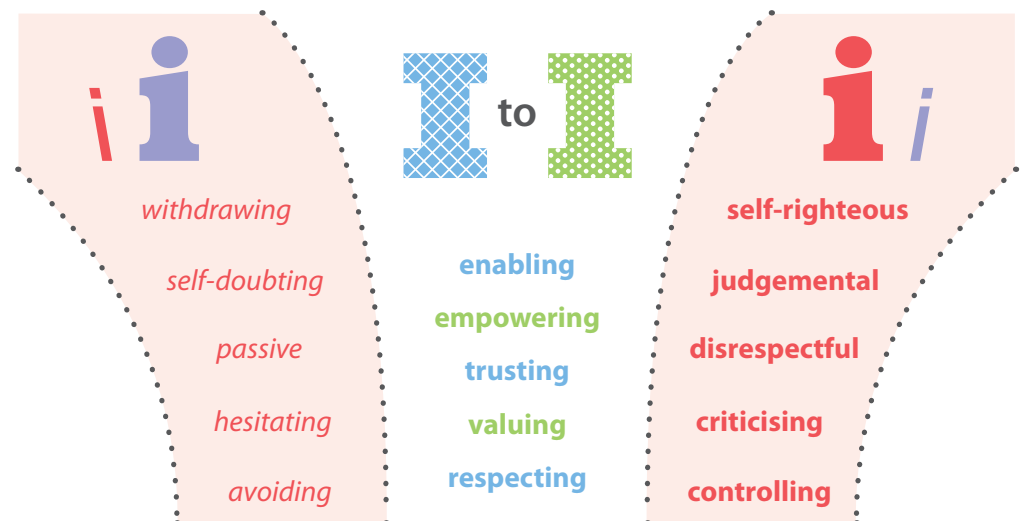 i i
withdrawing
self-doubting
passive
hesitating
avoiding
I to I
enabling
empowering
trusting
valuing
respecting
i i
self-righteous
judgemental
disrespectful
criticising
controlling